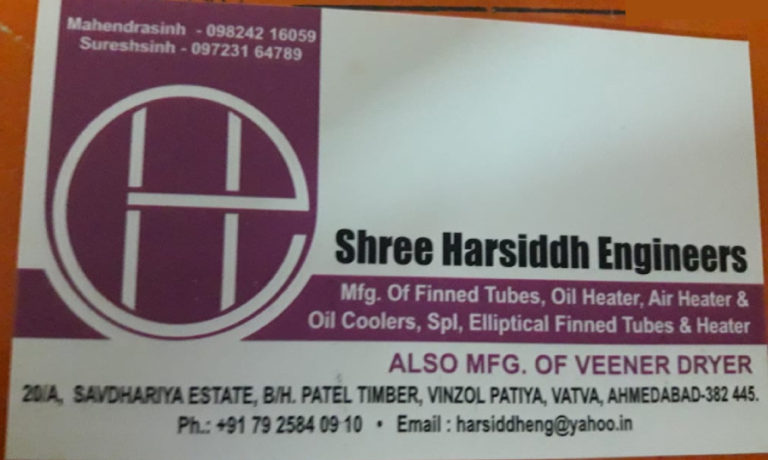 Mahendrasinh - 098242 16059
Sureshsinh - 097231 64789
He
Shree Harsiddh Engineers
Mfg. Of Finned Tubes, Oil Heater, Air Heater &
Oil Coolers, Spl, Elliptical Finned Tubes & Heater
ALSO MFG. OF VEENER DRYER
20/A, SAVDHARIYA ESTATE, B/H. PATEL TIMBER, VINZOL PATIYA, VATVA, AHMEDABAD-382 445.
Ph.: +91 79 2584 09 10 • Email : harsiddheng@yahoo.in